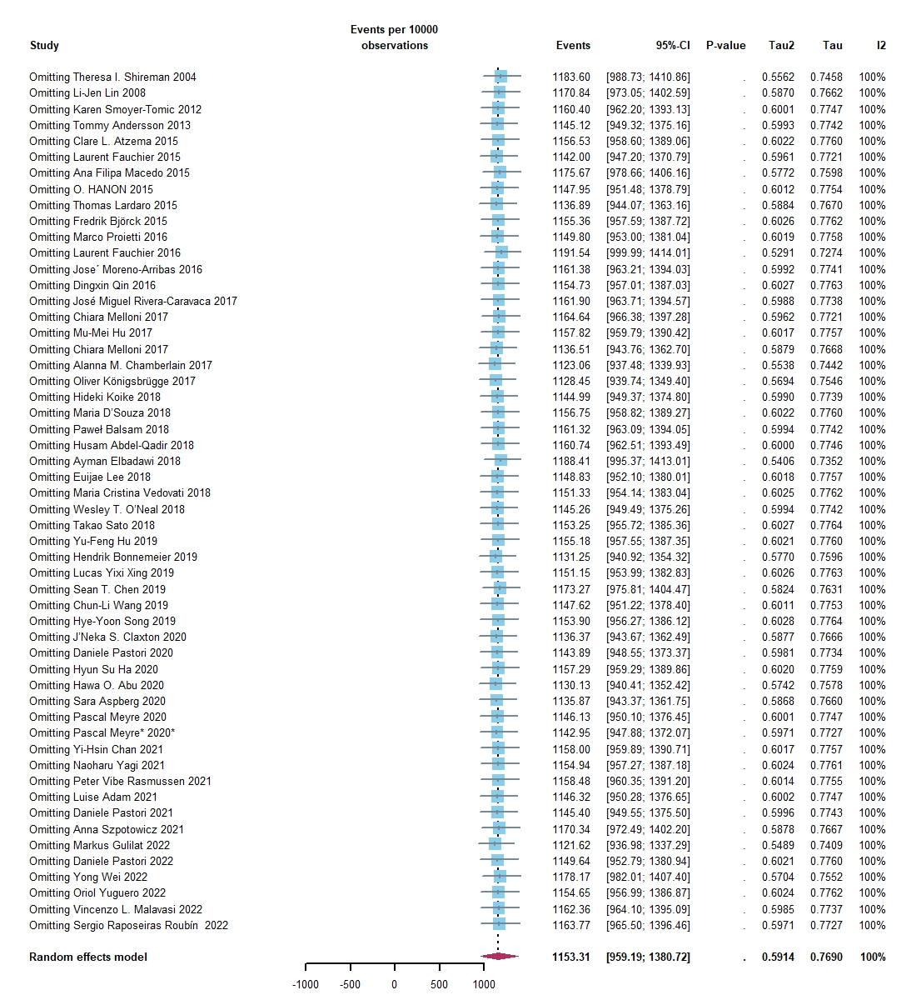 Events per 10000
Study observations Events 95%-CI P-value Tau2 Tau I2
Omitting Theresa I. Shireman 2004 1183.60 [988.73; 1410.86] . 0.5562 0.7458 100%
Omitting Li-Jen Lin 2008 1170.84 [973.05; 1402.59] . 0.5870 0.7662 100%
Omitting Karen Smoyer-Tomic 2012 1160.40 [962.20; 1393.13] . 0.6001 0.7747 100%
Omitting Tommy Andersson 2013 1145.12 [949.32; 1375.16] . 0.5993 0.7742 100%
Omitting Clare L. Atzema 2015 1156.53 [958.60; 1389.06] . 0.6022 0.7760 100%
Omitting Laurent Fauchier 2015 1142.00 [947.20; 1370.79] . 0.5961 0.7721 100%
Omitting Ana Filipa Macedo 2015 1175.67 [978.66; 1406.16] . 0.5772 0.7598 100%
Omitting O. HANON 2015 1147.95 [951.48; 1378.79] . 0.6012 0.7754 100%
Omitting Thomas Lardaro 2015 1136.89 [944.07; 1363.16] . 0.5884 0.7670 100%
Omitting Fredrik Björck 2015 1155.36 [957.59; 1387.72] . 0.6026 0.7762 100%
Omitting Marco Proietti 2016 1149.80 [953.00; 1381.04] . 0.6019 0.7758 100%
Omitting Laurent Fauchier 2016 1191.54 [999.99; 1414.01] . 0.5291 0.7274 100%
Omitting Jose´ Moreno-Arribas 2016 1161.38 [963.21; 1394.03] . 0.5992 0.7741 100%
Omitting Dingxin Qin 2016 1154.73 [957.01; 1387.03] . 0.6027 0.7763 100%
Omitting José Miguel Rivera-Caravaca 2017 1161.90 [963.71; 1394.57] . 0.5988 0.7738 100%
Omitting Chiara Melloni 2017 1164.64 [966.38; 1397.28] . 0.5962 0.7721 100%
Omitting Mu-Mei Hu 2017 1157.82 [959.79; 1390.42] . 0.6017 0.7757 100%
Omitting Chiara Melloni 2017 1136.51 [943.76; 1362.70] . 0.5879 0.7668 100%
Omitting Alanna M. Chamberlain 2017 1123.06 [937.48; 1339.93] . 0.5538 0.7442 100%
Omitting Oliver Königsbrügge 2017 1128.45 [939.74; 1349.40] . 0.5694 0.7546 100%
Omitting Hideki Koike 2018 1144.99 [949.37; 1374.80] . 0.5990 0.7739 100%
Omitting Maria D'Souza 2018 1156.75 [958.82; 1389.27] . 0.6022 0.7760 100%
Omitting Paweł Balsam 2018 1161.32 [963.09; 1394.05] . 0.5994 0.7742 100%
Omitting Husam Abdel-Qadir 2018 1160.74 [962.51; 1393.49] . 0.6000 0.7746 100%
Omitting Ayman Elbadawi 2018 1188.41 [995.37; 1413.01] . 0.5406 0.7352 100%
Omitting Euijae Lee 2018 1148.83 [952.10; 1380.01] . 0.6018 0.7757 100%
Omitting Maria Cristina Vedovati 2018 1151.33 [954.14; 1383.04] . 0.6025 0.7762 100%
Omitting Wesley T. O'Neal 2018 1145.26 [949.49; 1375.26] . 0.5994 0.7742 100%
Omitting Takao Sato 2018 1153.25 [955.72; 1385.36] . 0.6027 0.7764 100%
Omitting Yu-Feng Hu 2019 1155.18 [957.55; 1387.35] . 0.6021 0.7760 100%
Omitting Hendrik Bonnemeier 2019 1131.25 [940.92; 1354.32] . 0.5770 0.7596 100%
Omitting Lucas Yixi Xing 2019 1151.15 [953.99; 1382.83] . 0.6026 0.7763 100%
Omitting Sean T. Chen 2019 1173.27 [975.81; 1404.47] . 0.5824 0.7631 100%
Omitting Chun-Li Wang 2019 1147.62 [951.22; 1378.40] . 0.6011 0.7753 100%
Omitting Hye-Yoon Song 2019 1153.90 [956.27; 1386.12] . 0.6028 0.7764 100%
Omitting J'Neka S. Claxton 2020 1136.37 [943.67; 1362.49] . 0.5877 0.7666 100%
Omitting Daniele Pastori 2020 1143.89 [948.55; 1373.37] . 0.5981 0.7734 100%
Omitting Hyun Su Ha 2020 1157.29 [959.29; 1389.86] . 0.6020 0.7759 100%
Omitting Hawa O. Abu 2020 1130.13 [940.41; 1352.42] . 0.5742 0.7578 100%
Omitting Sara Aspberg 2020 1135.87 [943.37; 1361.75] . 0.5868 0.7660 100%
Omitting Pascal Meyre 2020 1146.13 [950.10; 1376.45] . 0.6001 0.7747 100%
Omitting Pascal Meyre* 2020* 1142.95 [947.88; 1372.07] . 0.5971 0.7727 100%
Omitting Yi-Hsin Chan 2021 1158.00 [959.89; 1390.71] . 0.6017 0.7757 100%
Omitting Naoharu Yagi 2021 1154.94 [957.27; 1387.18] . 0.6024 0.7761 100%
Omitting Peter Vibe Rasmussen 2021 1158.48 [960.35; 1391.20] . 0.6014 0.7755 100%
Omitting Luise Adam 2021 1146.32 [950.28; 1376.65] . 0.6002 0.7747 100%
Omitting Daniele Pastori 2021 1145.40 [949.55; 1375.50] . 0.5996 0.7743 100%
Omitting Anna Szpotowicz 2021 1170.34 [972.49; 1402.20] . 0.5878 0.7667 100%
Omitting Markus Gulilat 2022 1121.62 [936.98; 1337.29] . 0.5489 0.7409 100%
Omitting Daniele Pastori 2022 1149.64 [952.79; 1380.94] . 0.6021 0.7760 100%
Omitting Yong Wei 2022 1178.17 [982.01; 1407.40] . 0.5704 0.7552 100%
Omitting Oriol Yuguero 2022 1154.65 [956.99; 1386.87] . 0.6024 0.7762 100%
Omitting Vincenzo L. Malavasi 2022 1162.36 [964.10; 1395.09] . 0.5985 0.7737 100%
Omitting Sergio Raposeiras Roubín 2022 1163.77 [965.50; 1396.46] . 0.5971 0.7727 100%
Random effects model 1153.31 [959.19; 1380.72] . 0.5914 0.7690 100%
-1000 -500 0 500 1000